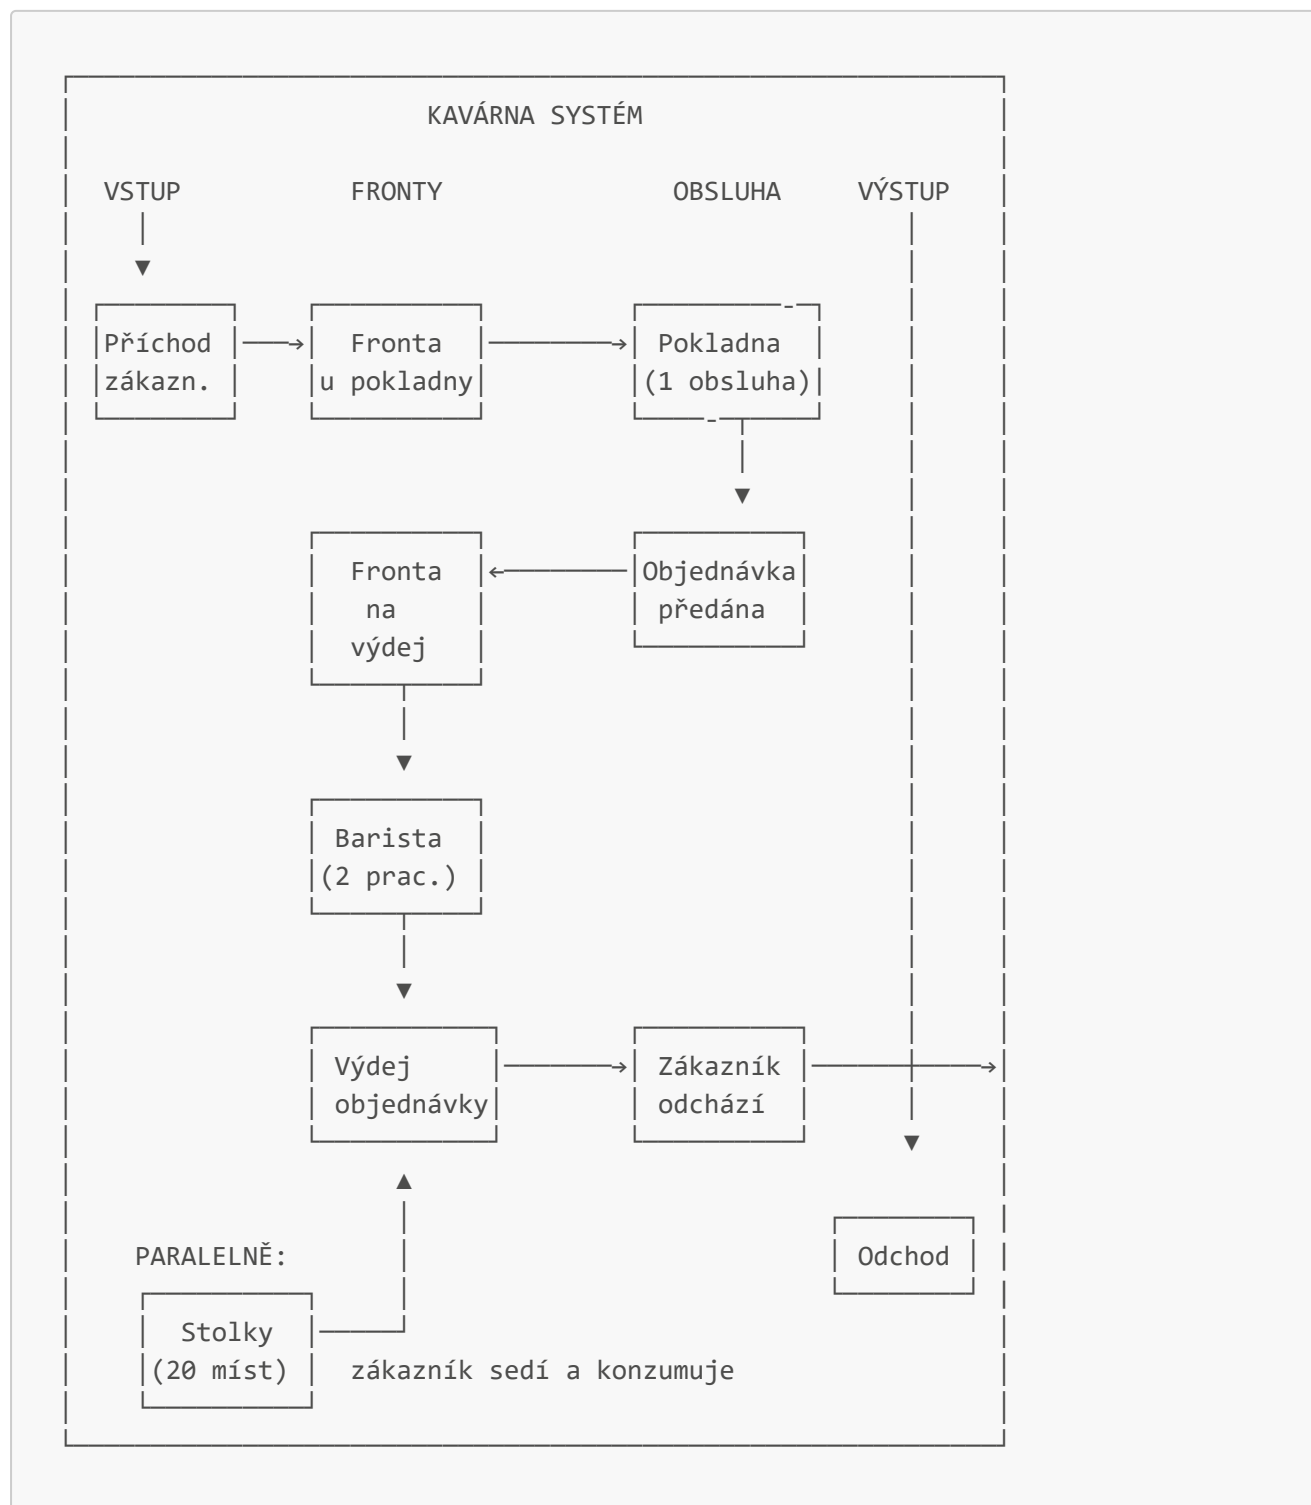 KAVÁRNA SYSTÉM
VSTUP FRONTY OBSLUHA VÝSTUP
Příchod Fronta Pokladna
zákazn. u pokladny (1 obsluha)
Fronta Objednávka
na předána
výdej
Barista
(2 prac.)
Výdej Zákazník
objednávky odchází
PARALELNĚ: Odchod
Stolky
(20 míst) zákazník sedí a konzumuje